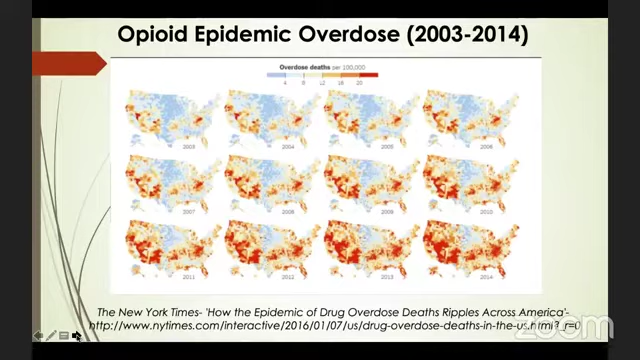 Opioid Epidemic Overdose (2003-2014)
Overdose deaths per 100,000
4 8 12 16 20
2003 2004 2005 2006
2007 2008 2009 2010
2011 2012 2013 2014
The New York Times- 'How the Epidemic of Drug Overdose Deaths Ripples Across America'-
http://www.nytimes.com/interactive/2016/01/07/us/drug-overdose-deaths-in-the-us.html?_r=0
zoom